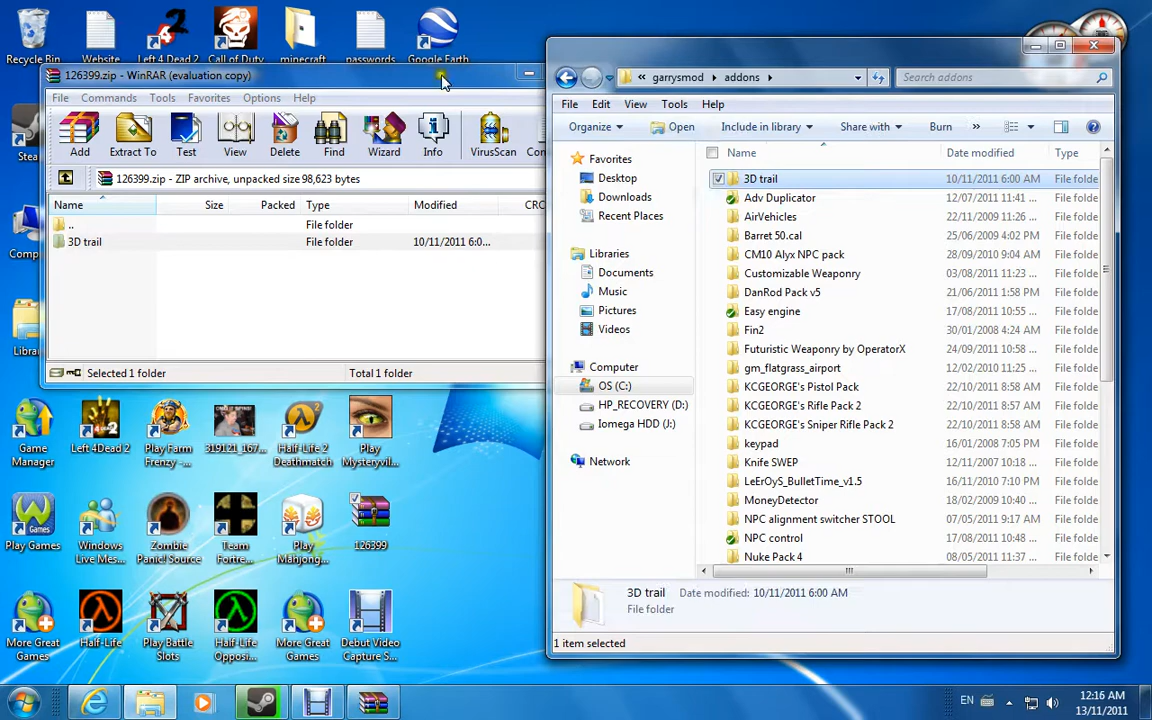 Recycle Bin
Website
Left 4 Dead 2
Call of Duty
minecraft
passwords
Google Earth
126399.zip - WinRAR (evaluation copy)
File Commands Tools Favorites Options Help
Add Extract To Test View Delete Find Wizard Info VirusScan
126399.zip - ZIP archive, unpacked size 98,623 bytes
Name Size Packed Type Modified CRC
.. File folder
3D trail File folder 10/11/2011 6:0...
Selected 1 folder
Total 1 folder
Game Manager
Left 4Dead 2
Play Farm Frenzy -...
319121_167...
Half-Life 2 Deathmatch
Play Mysteryvil...
Play Games
Windows Live Mes...
Zombie Panic! Source
Team Fortre...
Play Mahjong...
126399
More Great Games
Half-Life
Play Battle Slots
Half-Life Opposi...
More Great Games
Debut Video Capture S...
« garrysmod addons
Search addons
File Edit View Tools Help
Organize Open Include in library Share with Burn »
Favorites
Desktop
Downloads
Recent Places
Libraries
Documents
Music
Pictures
Videos
Computer
OS (C:)
HP_RECOVERY (D:)
Iomega HDD (J:)
Network
Name Date modified Type
3D trail 10/11/2011 6:00 AM File folde
Adv Duplicator 12/07/2011 11:41 ... File folde
AirVehicles 22/11/2009 11:26 ... File folde
Barret 50.cal 25/06/2009 4:02 PM File folde
CM10 Alyx NPC pack 28/09/2010 9:04 AM File folde
Customizable Weaponry 03/08/2011 11:23 ... File folde
DanRod Pack v5 21/06/2011 1:58 PM File folde
Easy engine 17/08/2011 10:55 ... File folde
Fin2 30/01/2008 4:24 AM File folde
Futuristic Weaponry by OperatorX 24/09/2011 10:58 ... File folde
gm_flatgrass_airport 12/02/2010 11:25 ... File folde
KCGEORGE's Pistol Pack 22/10/2011 8:58 AM File folde
KCGEORGE's Rifle Pack 2 22/10/2011 8:57 AM File folde
KCGEORGE's Sniper Rifle Pack 2 22/10/2011 8:58 AM File folde
keypad 16/01/2008 7:05 PM File folde
Knife SWEP 12/11/2007 10:18 ... File folde
LeErOyS_BulletTime_v1.5 16/11/2010 7:10 PM File folde
MoneyDetector 18/02/2009 10:40 ... File folde
NPC alignment switcher STOOL 07/05/2011 9:17 AM File folde
NPC control 17/08/2011 10:48 ... File folde
Nuke Pack 4 08/05/2011 11:37 ... File folde
3D trail Date modified: 10/11/2011 6:00 AM
File folder
1 item selected
EN
12:16 AM
13/11/2011